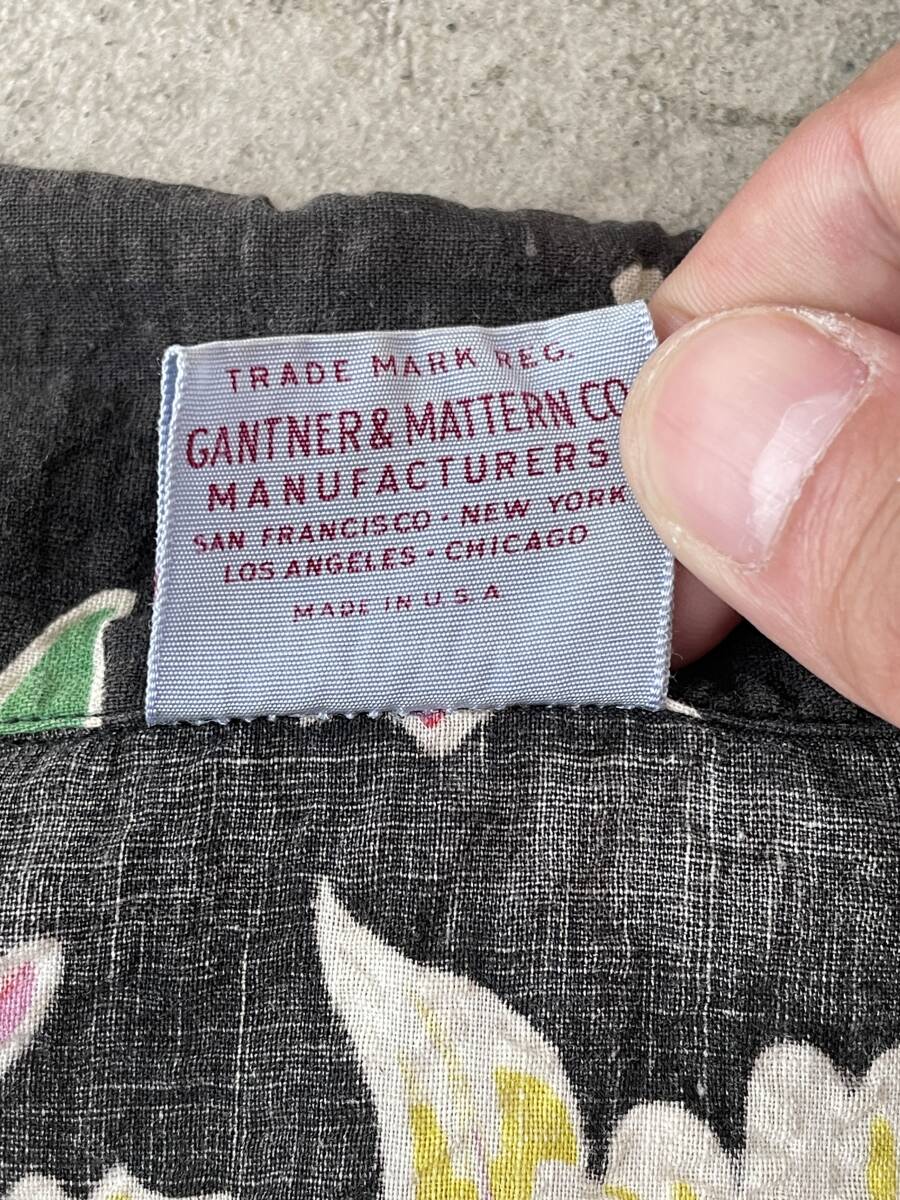 TRADE MARK REG.
GANTNER & MATTERN CO
MANUFACTURERS
SAN FRANCISCO · NEW YORK
LOS ANGELES · CHICAGO
MADE IN U S A